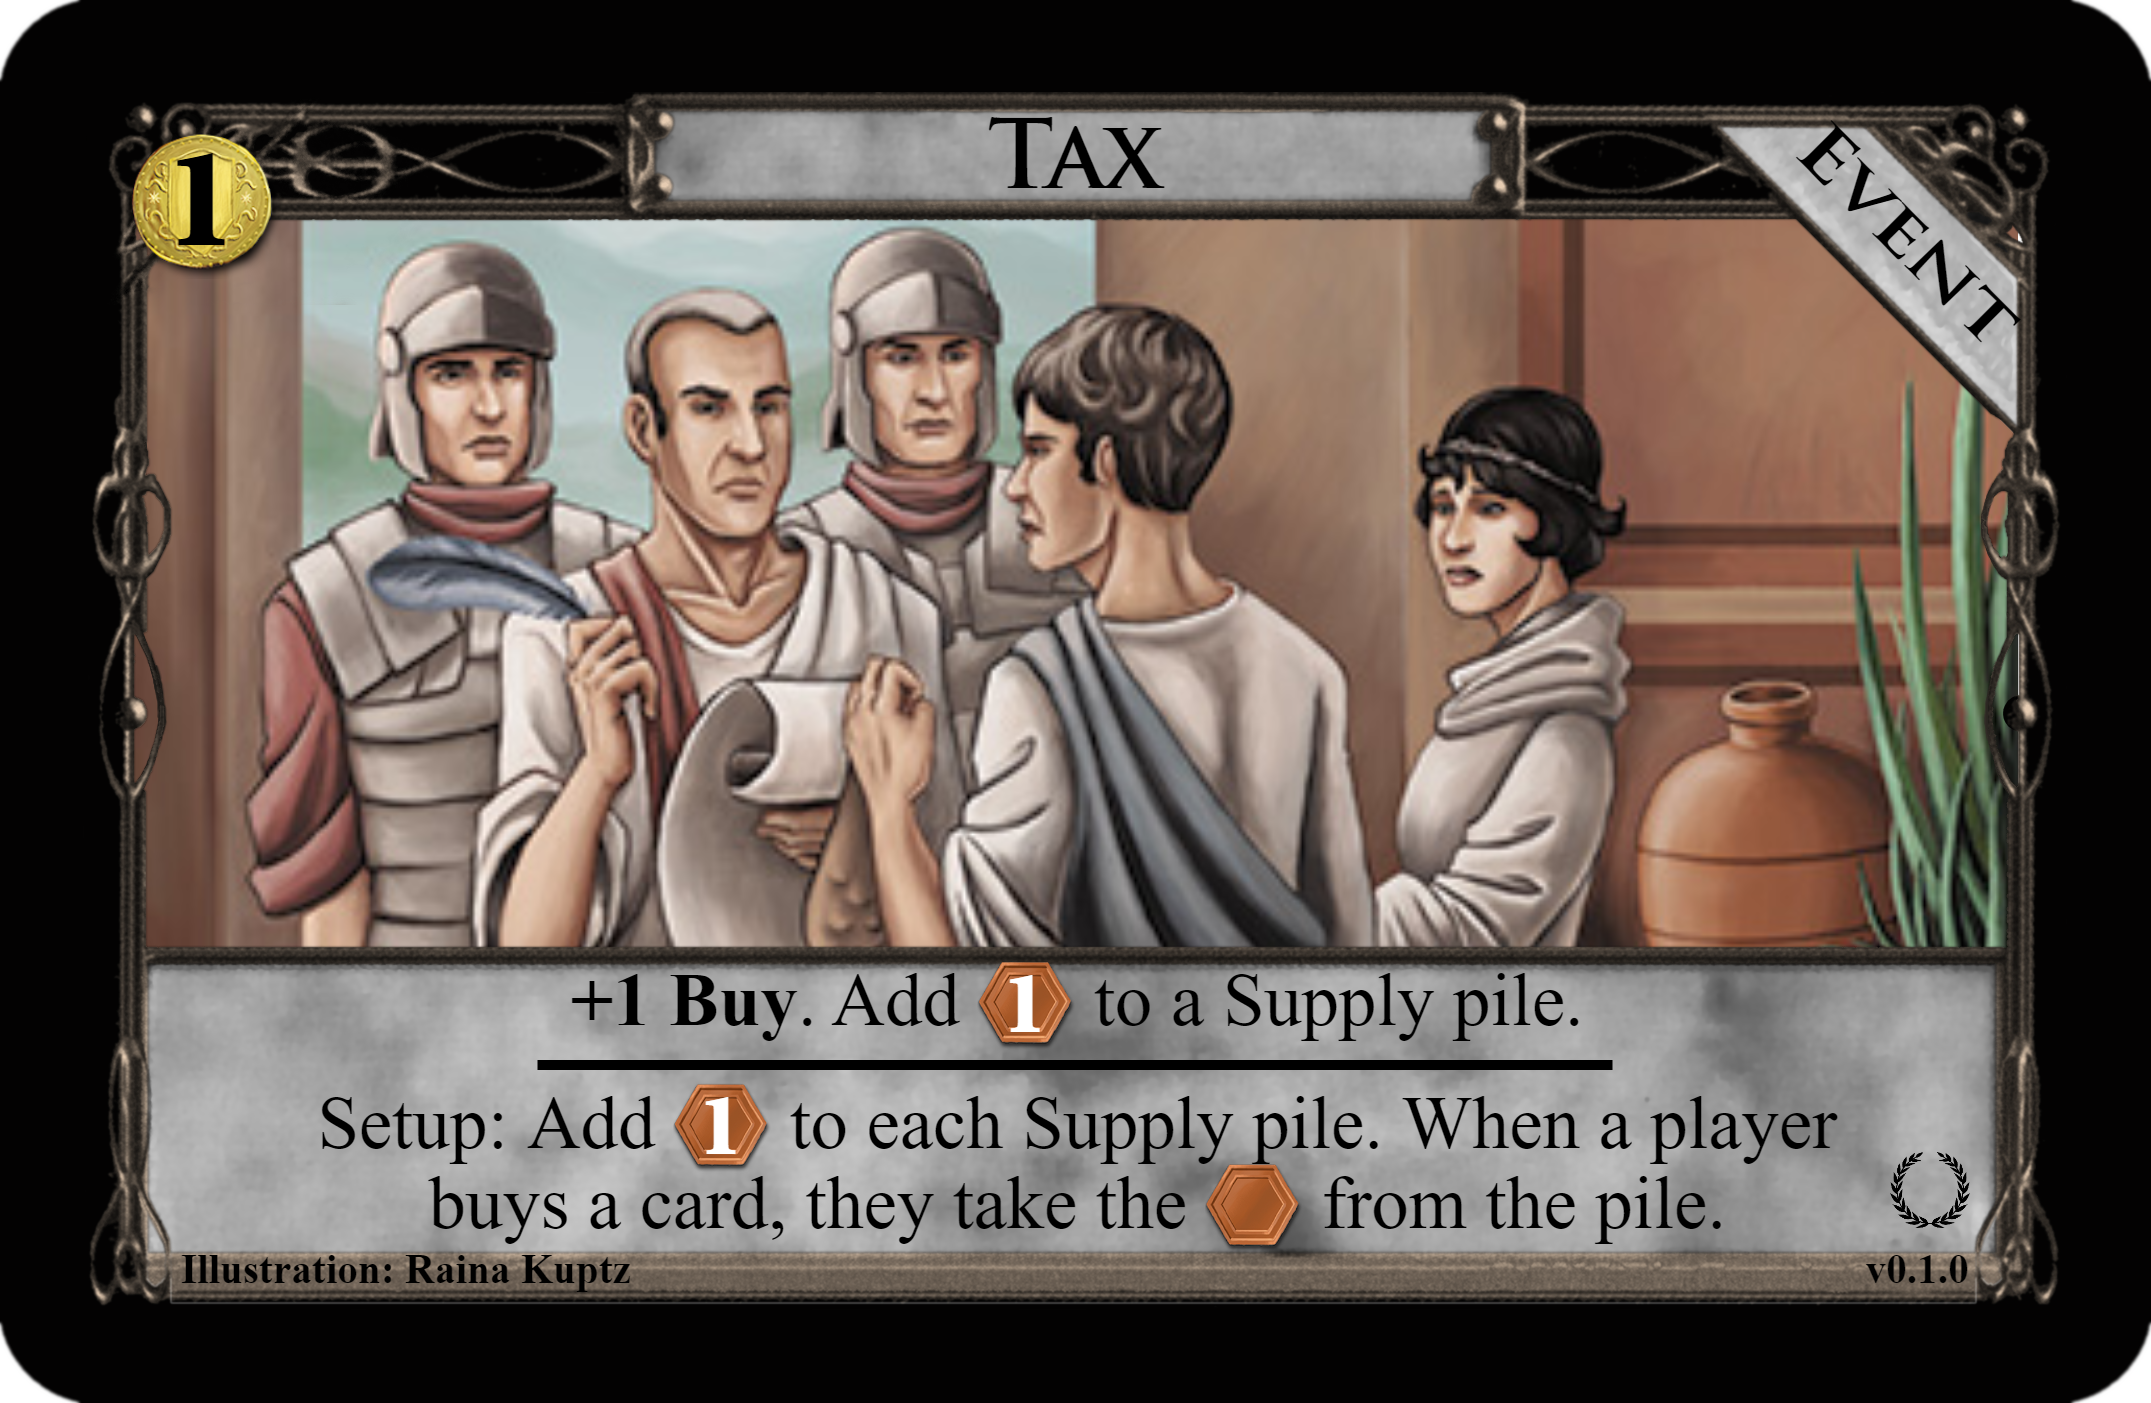 1
TAX
EVENT
+1 Buy. Add 1 to a Supply pile.
Setup: Add 1 to each Supply pile. When a player
buys a card, they take the from the pile.
Illustration: Raina Kuptz
v0.1.0